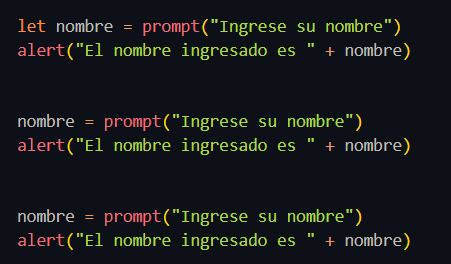 let nombre = prompt("Ingrese su nombre")
alert("El nombre ingresado es " + nombre)
nombre = prompt("Ingrese su nombre")
alert("El nombre ingresado es " + nombre)
nombre = prompt("Ingrese su nombre")
alert("El nombre ingresado es " + nombre)